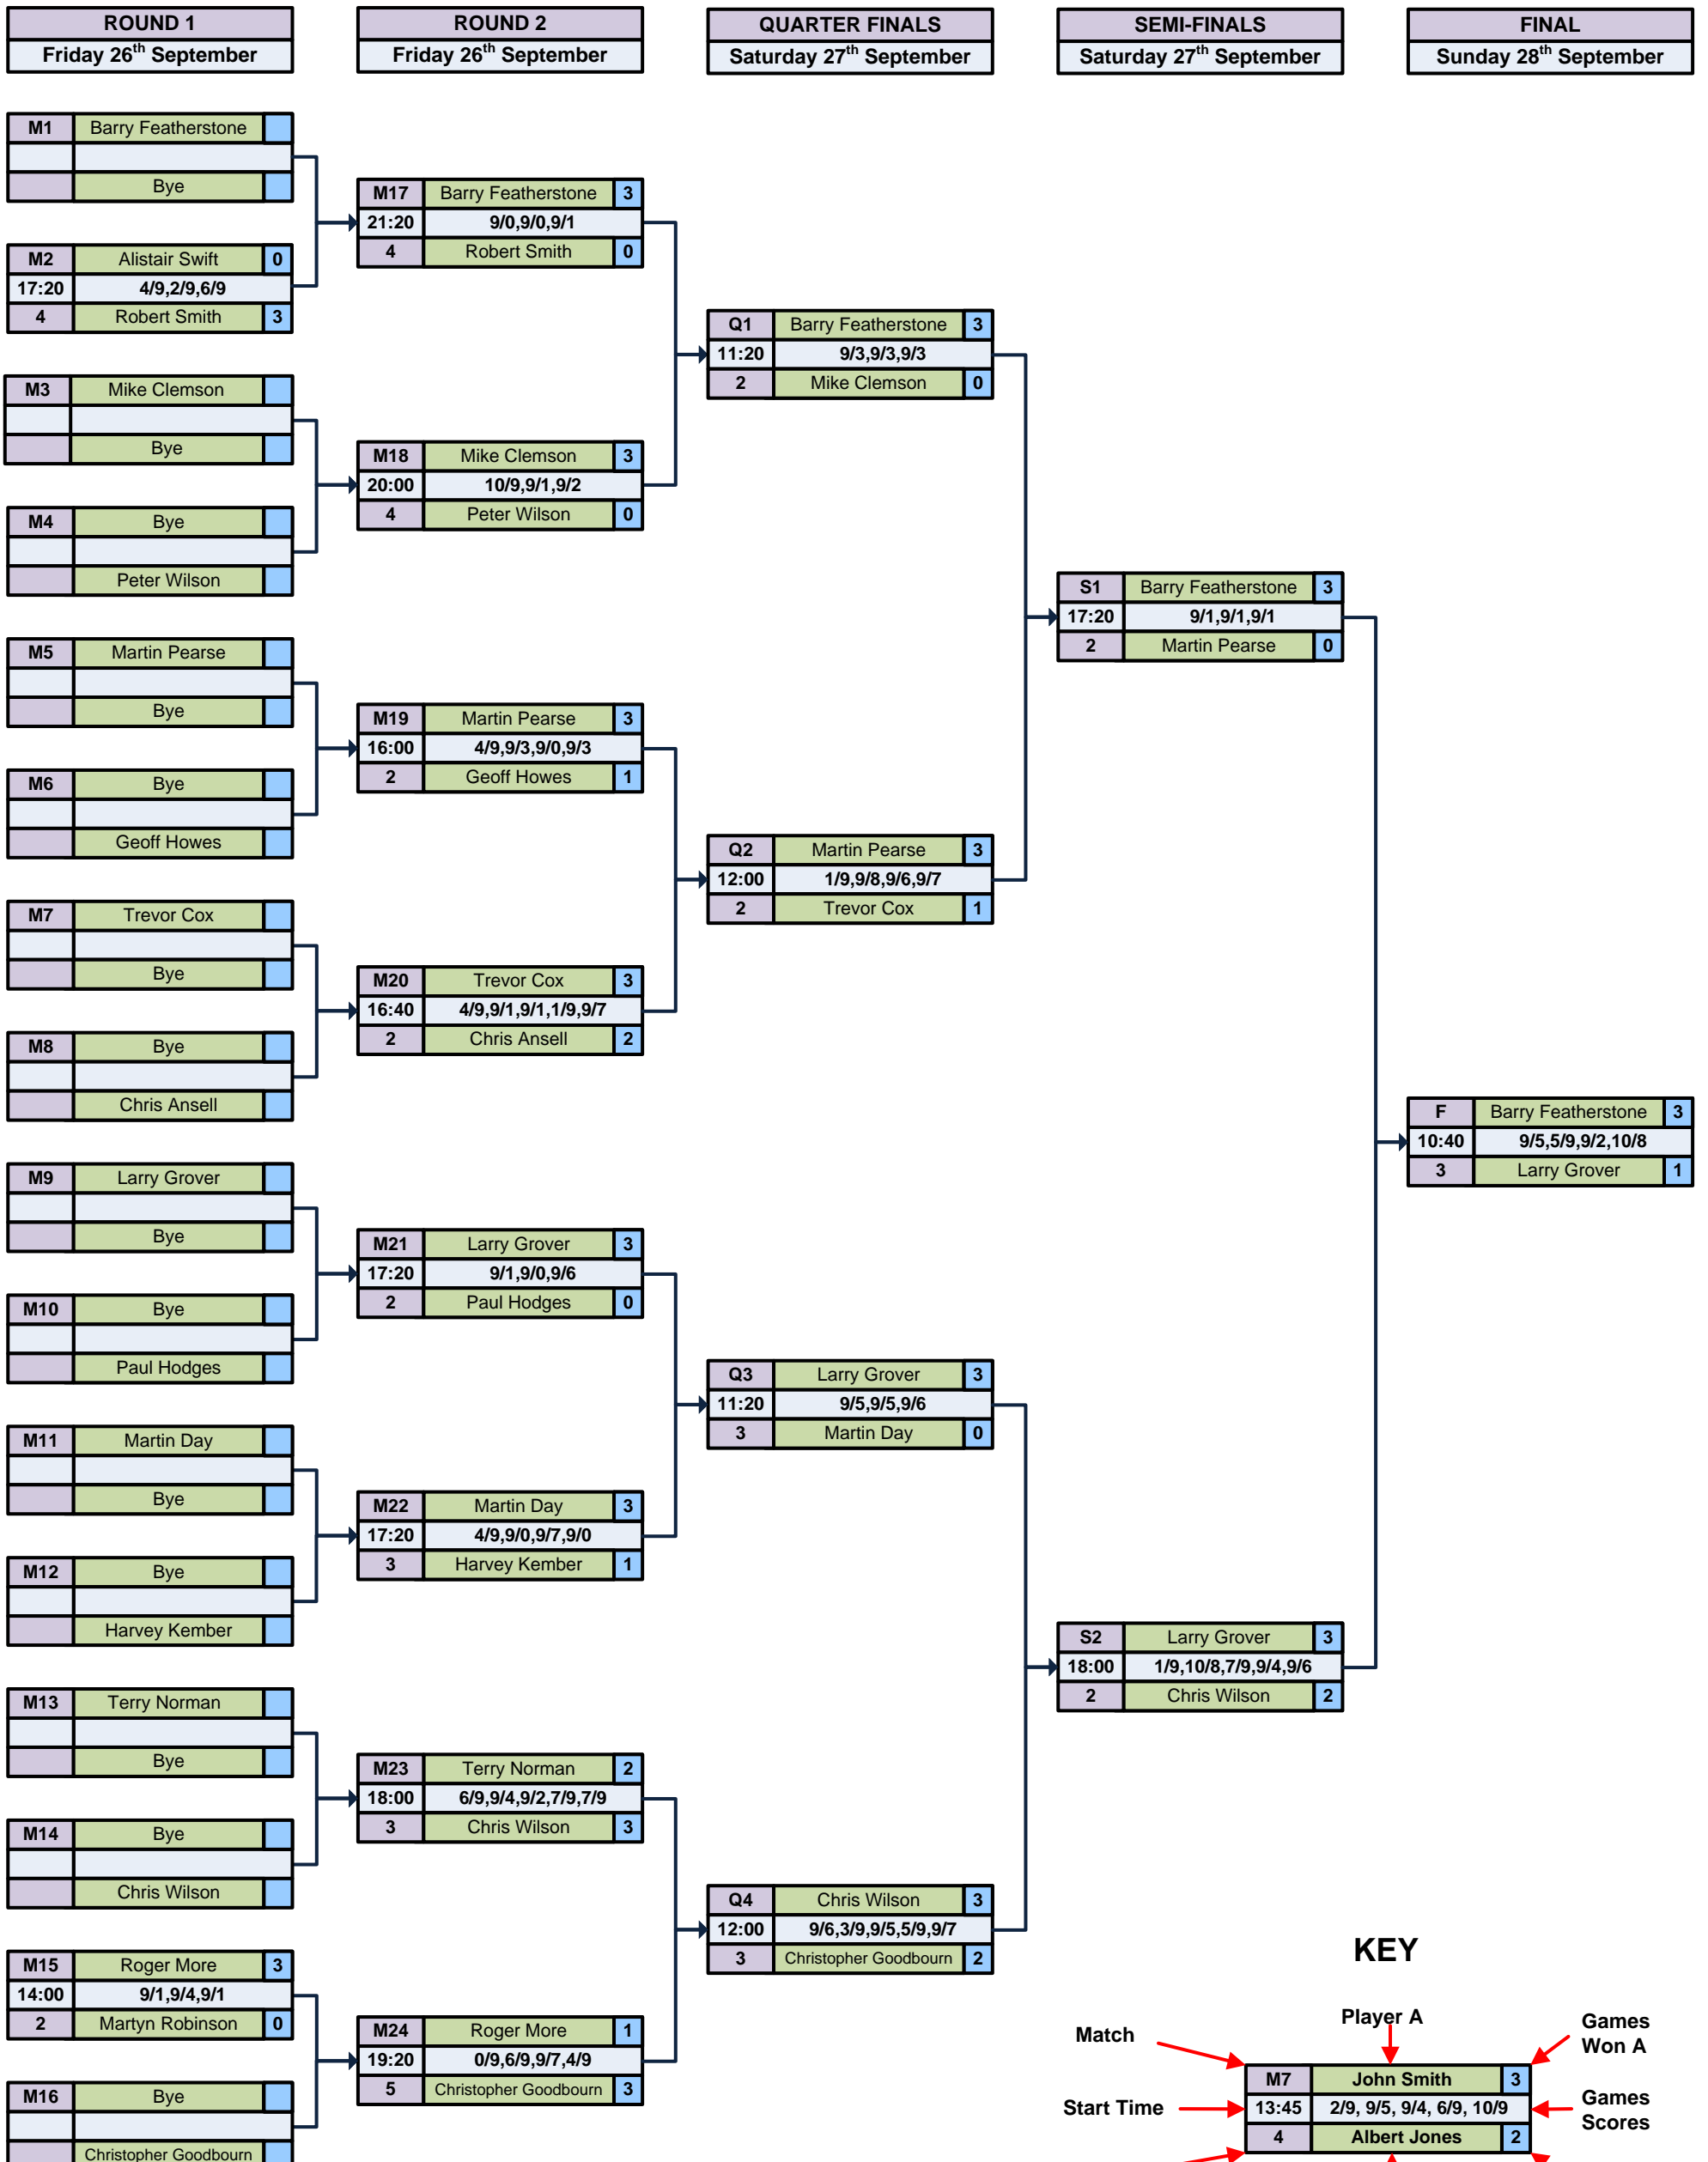 ROUND 1
Friday 26th September
ROUND 2
Friday 26th September
QUARTER FINALS
Saturday 27th September
SEMI-FINALS
Saturday 27th September
FINAL
Sunday 28th September
M1 Barry Featherstone
Bye
M2 Alistair Swift 0
17:20 4/9,2/9,6/9
4 Robert Smith 3
M3 Mike Clemson
Bye
M4 Bye
Peter Wilson
M5 Martin Pearse
Bye
M6 Bye
Geoff Howes
M7 Trevor Cox
Bye
M8 Bye
Chris Ansell
M9 Larry Grover
Bye
M10 Bye
Paul Hodges
M11 Martin Day
Bye
M12 Bye
Harvey Kember
M13 Terry Norman
Bye
M14 Bye
Chris Wilson
M15 Roger More 3
14:00 9/1,9/4,9/1
2 Martyn Robinson 0
M16 Bye
Christopher Goodbourn
M17 Barry Featherstone 3
21:20 9/0,9/0,9/1
4 Robert Smith 0
M18 Mike Clemson 3
20:00 10/9,9/1,9/2
4 Peter Wilson 0
M19 Martin Pearse 3
16:00 4/9,9/3,9/0,9/3
2 Geoff Howes 1
M20 Trevor Cox 3
16:40 4/9,9/1,9/1,1/9,9/7
2 Chris Ansell 2
M21 Larry Grover 3
17:20 9/1,9/0,9/6
2 Paul Hodges 0
M22 Martin Day 3
17:20 4/9,9/0,9/7,9/0
3 Harvey Kember 1
M23 Terry Norman 2
18:00 6/9,9/4,9/2,7/9,7/9
3 Chris Wilson 3
M24 Roger More 1
19:20 0/9,6/9,9/7,4/9
5 Christopher Goodbourn 3
Q1 Barry Featherstone 3
11:20 9/3,9/3,9/3
2 Mike Clemson 0
Q2 Martin Pearse 3
12:00 1/9,9/8,9/6,9/7
2 Trevor Cox 1
Q3 Larry Grover 3
11:20 9/5,9/5,9/6
3 Martin Day 0
Q4 Chris Wilson 3
12:00 9/6,3/9,9/5,5/9,9/7
3 Christopher Goodbourn 2
S1 Barry Featherstone 3
17:20 9/1,9/1,9/1
2 Martin Pearse 0
S2 Larry Grover 3
18:00 1/9,10/8,7/9,9/4,9/6
2 Chris Wilson 2
F Barry Featherstone 3
10:40 9/5,5/9,9/2,10/8
3 Larry Grover 1
KEY
Player A
Match
Games
Won A
M7 John Smith 3
Start Time
13:45 2/9, 9/5, 9/4, 6/9, 10/9
Games
Scores
4 Albert Jones 2